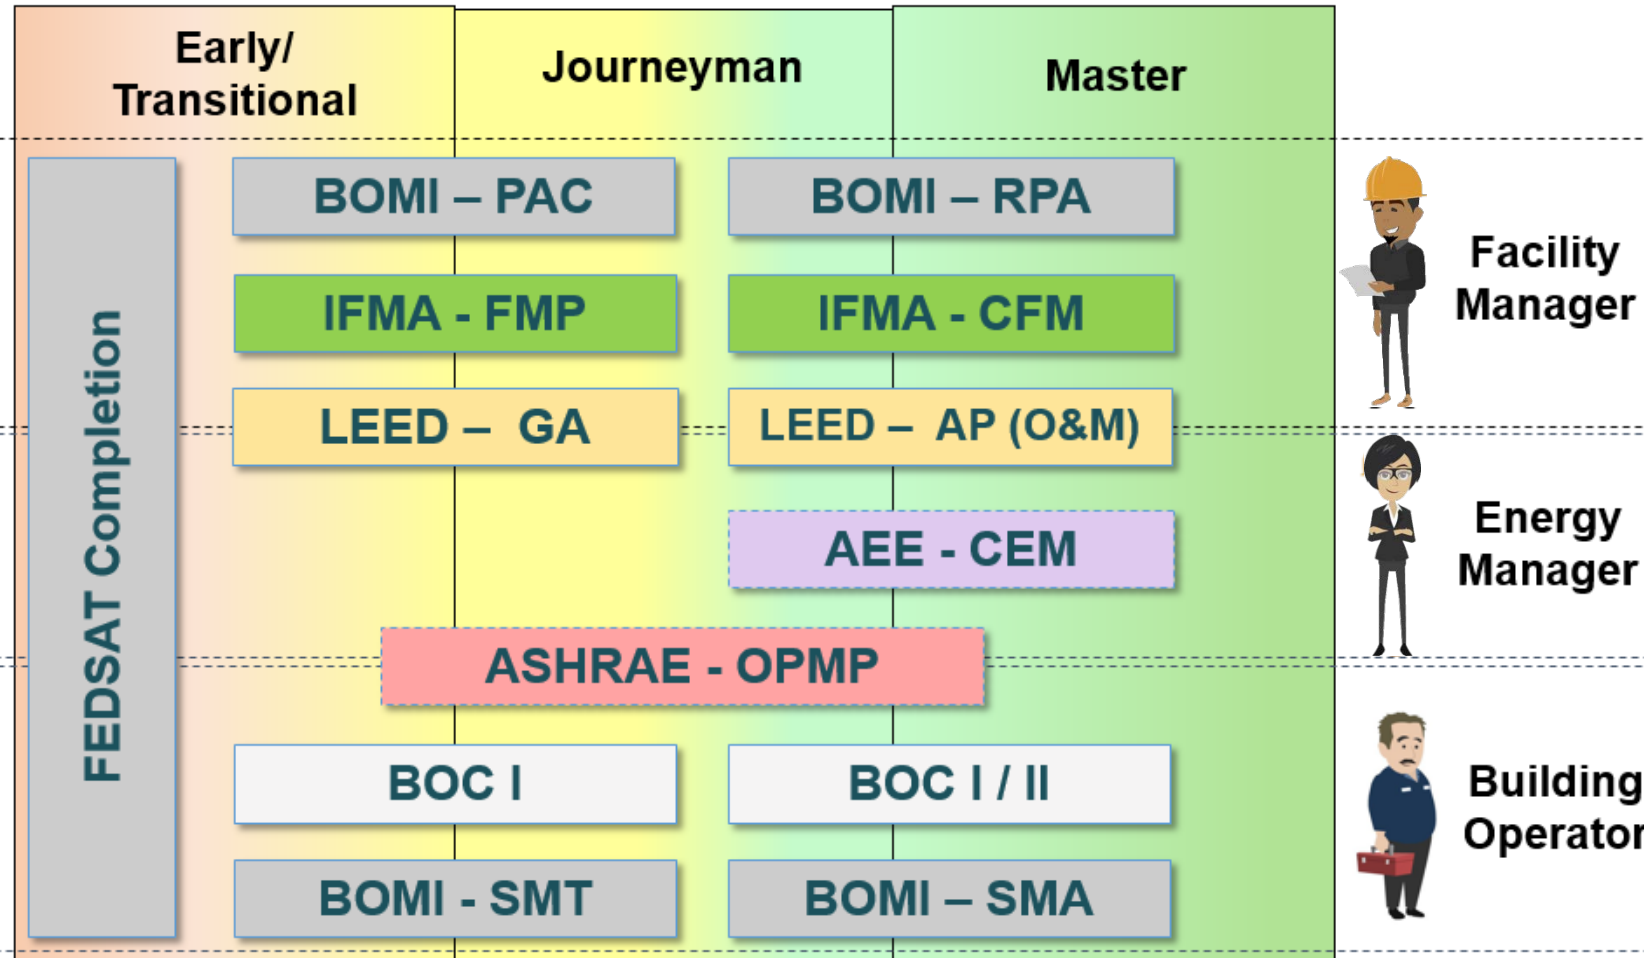 Early/
Transitional
Journeyman
Master
FEDSAT Completion
BOMI – PAC
BOMI – RPA
IFMA - FMP
IFMA - CFM
LEED –  GA
LEED –  AP (O&M)
AEE - CEM
ASHRAE - OPMP
BOC I
BOC I / II
BOMI - SMT
BOMI – SMA
Facility
Manager
Energy
Manager
Building
Operator